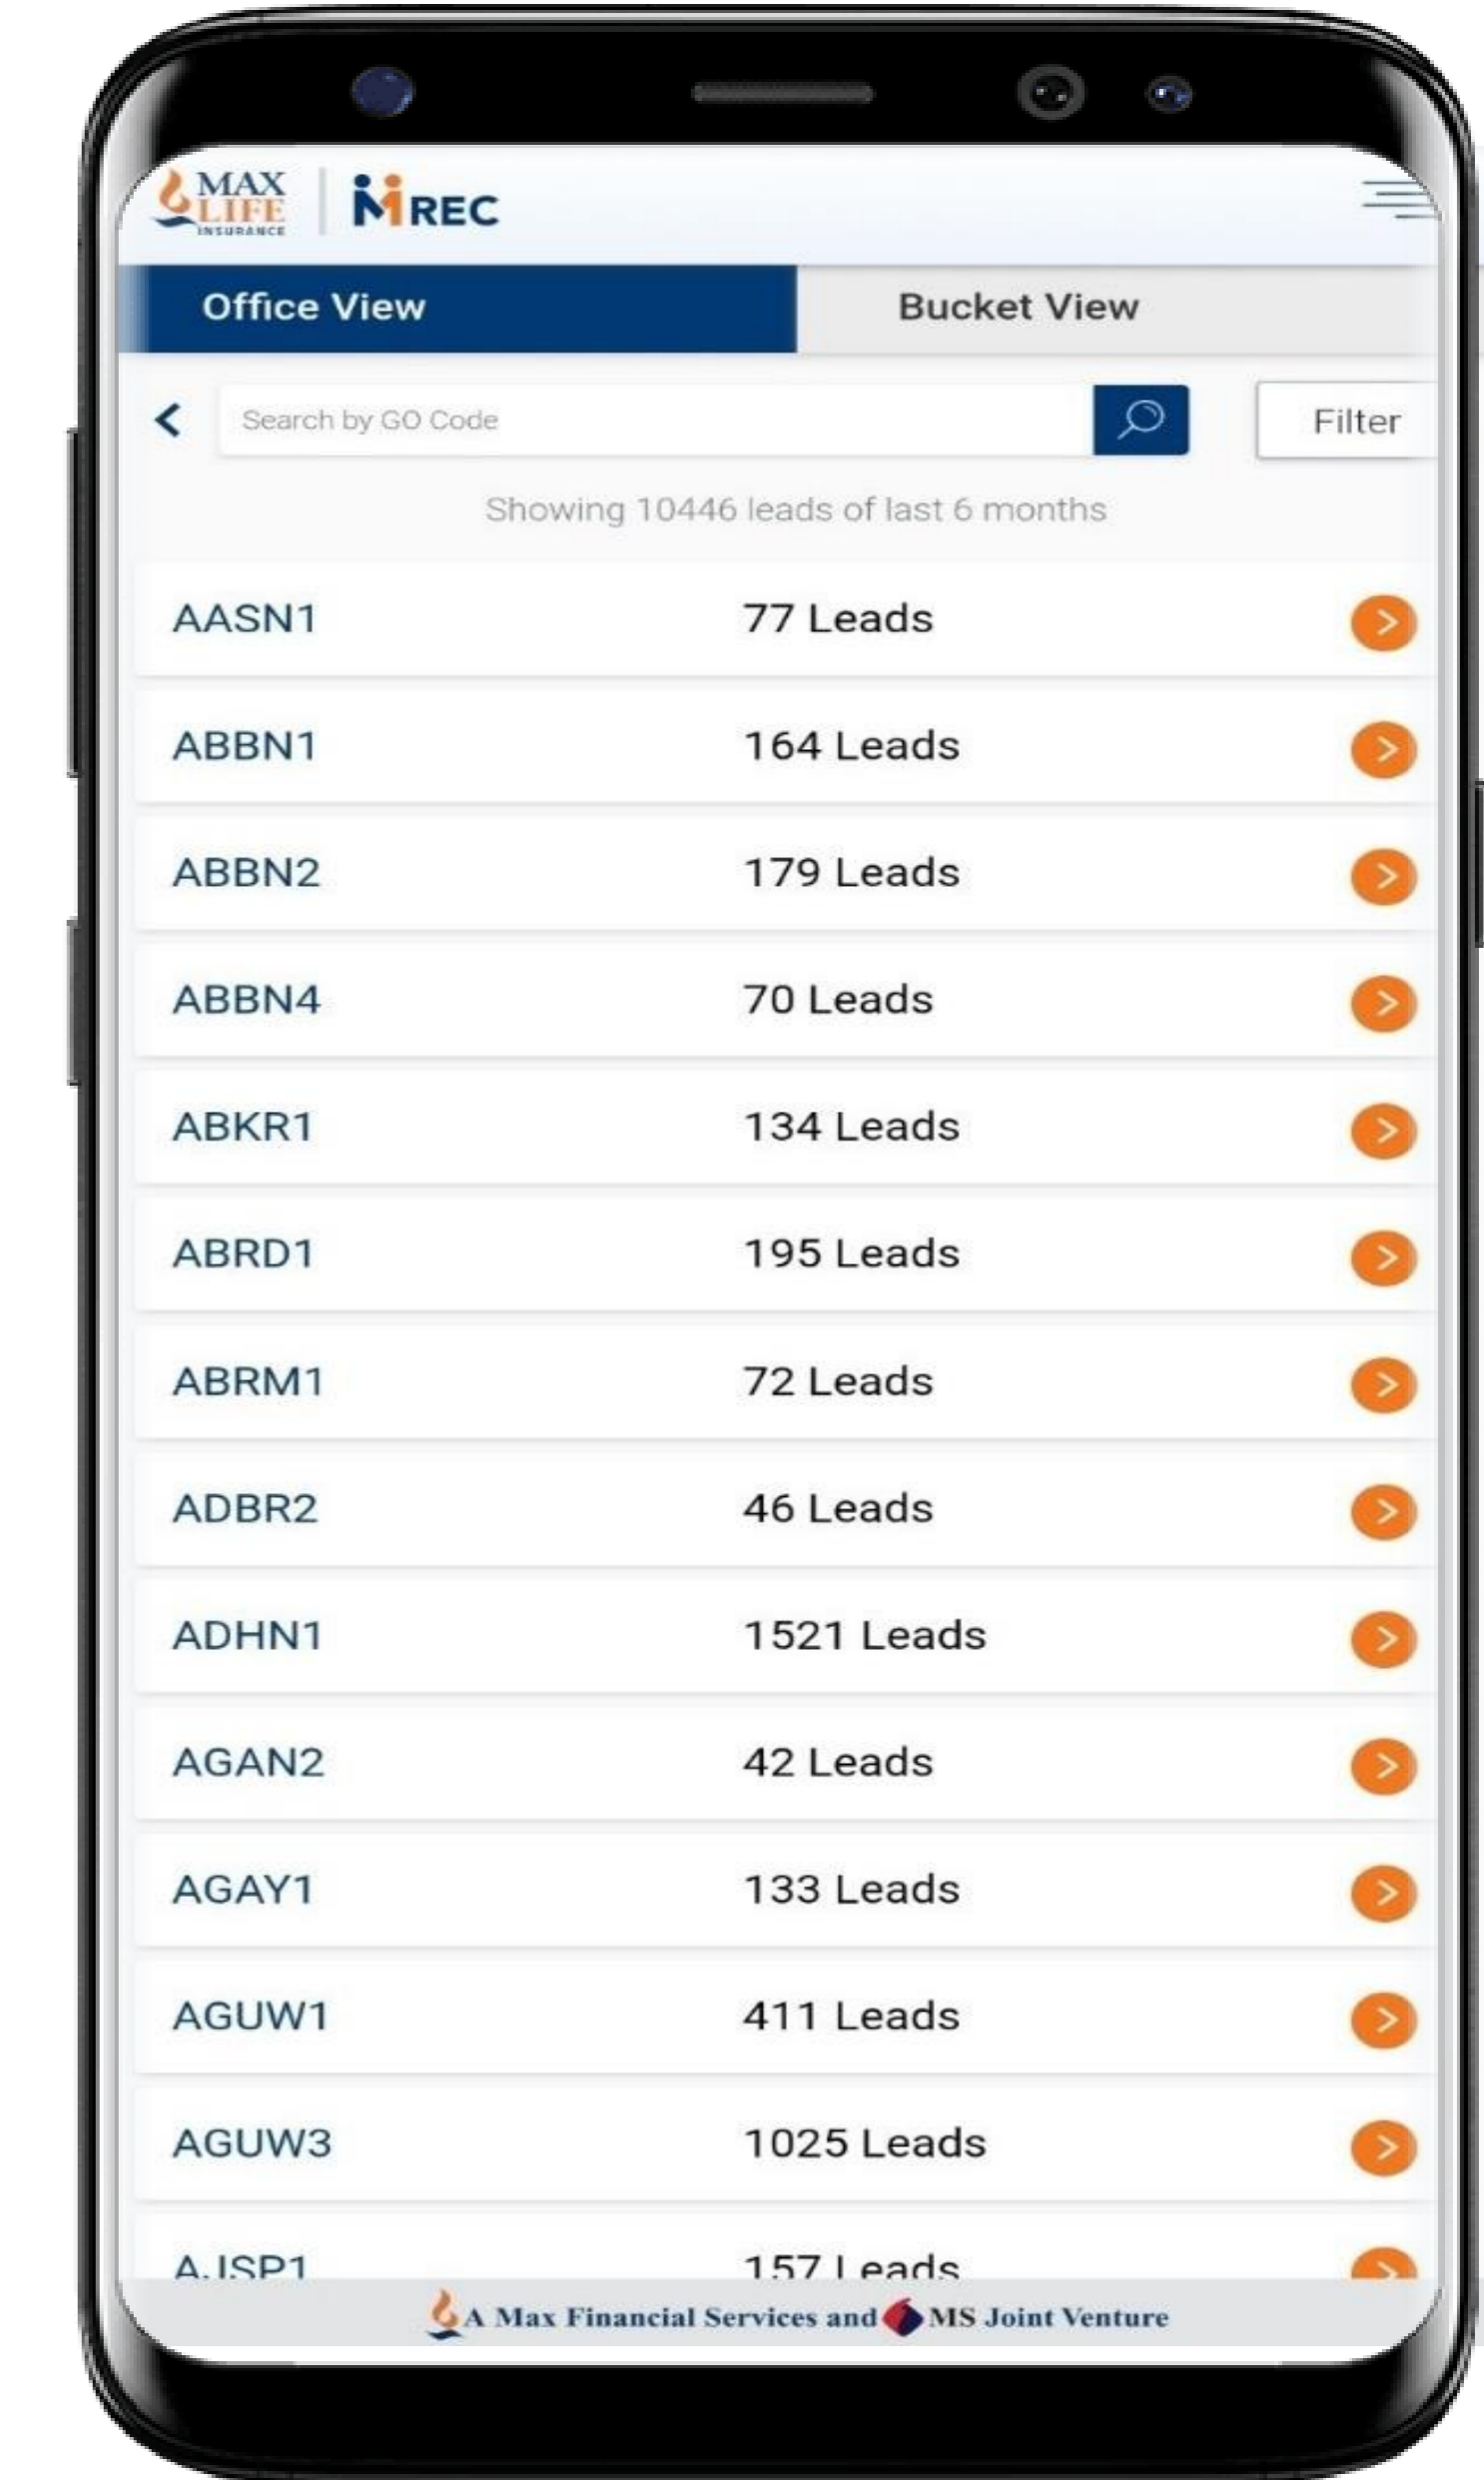 MAX
LIFE
INSURANCE
REC
Office View Bucket View
Search by GO Code Filter
Showing 10446 leads of last 6 months
AASN1 77 Leads
ABBN1 164 Leads
ABBN2 179 Leads
ABBN4 70 Leads
ABKR1 134 Leads
ABRD1 195 Leads
ABRM1 72 Leads
ADBR2 46 Leads
ADHN1 1521 Leads
AGAN2 42 Leads
AGAY1 133 Leads
AGUW1 411 Leads
AGUW3 1025 Leads
AJSP1 157 Leads
A Max Financial Services and MS Joint Venture